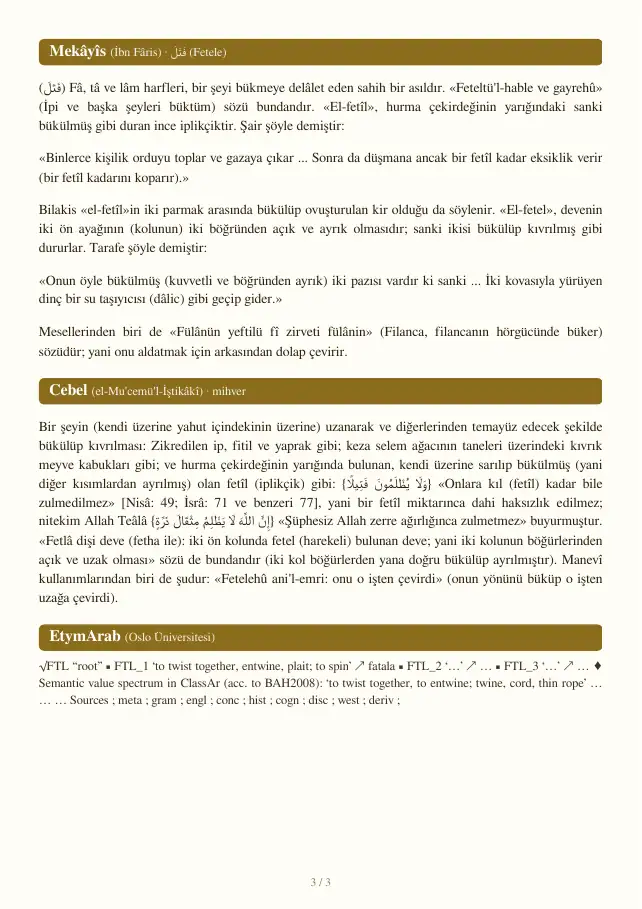 Mekâyîs (İbn Fâris) · فَتَلَ (Fetele)
(فَتَلَ) Fâ, tâ ve lâm harfleri, bir şeyi bükmeye delâlet eden sahih bir asıldır. «Feteltü'l-hable ve gayrehû»
(İpi ve başka şeyleri büktüm) sözü bundandır. «El-fetîl», hurma çekirdeğinin yarığındaki sanki
bükülmüş gibi duran ince iplikçiktir. Şair şöyle demiştir:
«Binlerce kişilik orduyu toplar ve gazaya çıkar ... Sonra da düşmana ancak bir fetîl kadar eksiklik verir
(bir fetîl kadarını koparır).»
Bilakis «el-fetîl»in iki parmak arasında bükülüp ovuşturulan kir olduğu da söylenir. «El-fetel», devenin
iki ön ayağının (kolunun) iki böğründen açık ve ayrık olmasıdır; sanki ikisi bükülüp kıvrılmış gibi
dururlar. Tarafe şöyle demiştir:
«Onun öyle bükülmüş (kuvvetli ve böğründen ayrık) iki pazısı vardır ki sanki ... İki kovasıyla yürüyen
dinç bir su taşıyıcısı (dâlic) gibi geçip gider.»
Mesellerinden biri de «Fülânün yeftilü fî zirveti fülânin» (Filanca, filancanın hörgücünde büker)
sözüdür; yani onu aldatmak için arkasından dolap çevirir.
Cebel (el-Mu'cemü'l-İştikâkî) · mihver
Bir şeyin (kendi üzerine yahut içindekinin üzerine) uzanarak ve diğerlerinden temayüz edecek şekilde
bükülüp kıvrılması: Zikredilen ip, fitil ve yaprak gibi; keza selem ağacının taneleri üzerindeki kıvrık
meyve kabukları gibi; ve hurma çekirdeğinin yarığında bulunan, kendi üzerine sarılıp bükülmüş (yani
diğer kısımlardan ayrılmış) olan fetîl (iplikçik) gibi: {وَلَا يُظْلَمُونَ فَتِيلًا} «Onlara kıl (fetîl) kadar bile
zulmedilmez» [Nisâ: 49; İsrâ: 71 ve benzeri 77], yani bir fetîl miktarınca dahi haksızlık edilmez;
nitekim Allah Teâlâ {إِنَّ اللَّهَ لَا يَظْلِمُ مِثْقَالَ ذَرَّةٍ} «Şüphesiz Allah zerre ağırlığınca zulmetmez» buyurmuştur.
«Fetlâ dişi deve (fetha ile): iki ön kolunda fetel (harekeli) bulunan deve; yani iki kolunun böğürlerinden
açık ve uzak olması» sözü de bundandır (iki kol böğürlerden yana doğru bükülüp ayrılmıştır). Manevî
kullanımlarından biri de şudur: «Fetelehû ani'l-emri: onu o işten çevirdi» (onun yönünü büküp o işten
uzağa çevirdi).
EtymArab (Oslo Üniversitesi)
√FTL “root” ▪ FTL_1 ‘to twist together, entwine, plait; to spin’ ↗ fatala ▪ FTL_2 ‘…’ ↗ … ▪ FTL_3 ‘…’ ↗ … ♦
Semantic value spectrum in ClassAr (acc. to BAH2008): ‘to twist together, to entwine; twine, cord, thin rope’ …
… … Sources ; meta ; gram ; engl ; conc ; hist ; cogn ; disc ; west ; deriv ;
3 / 3